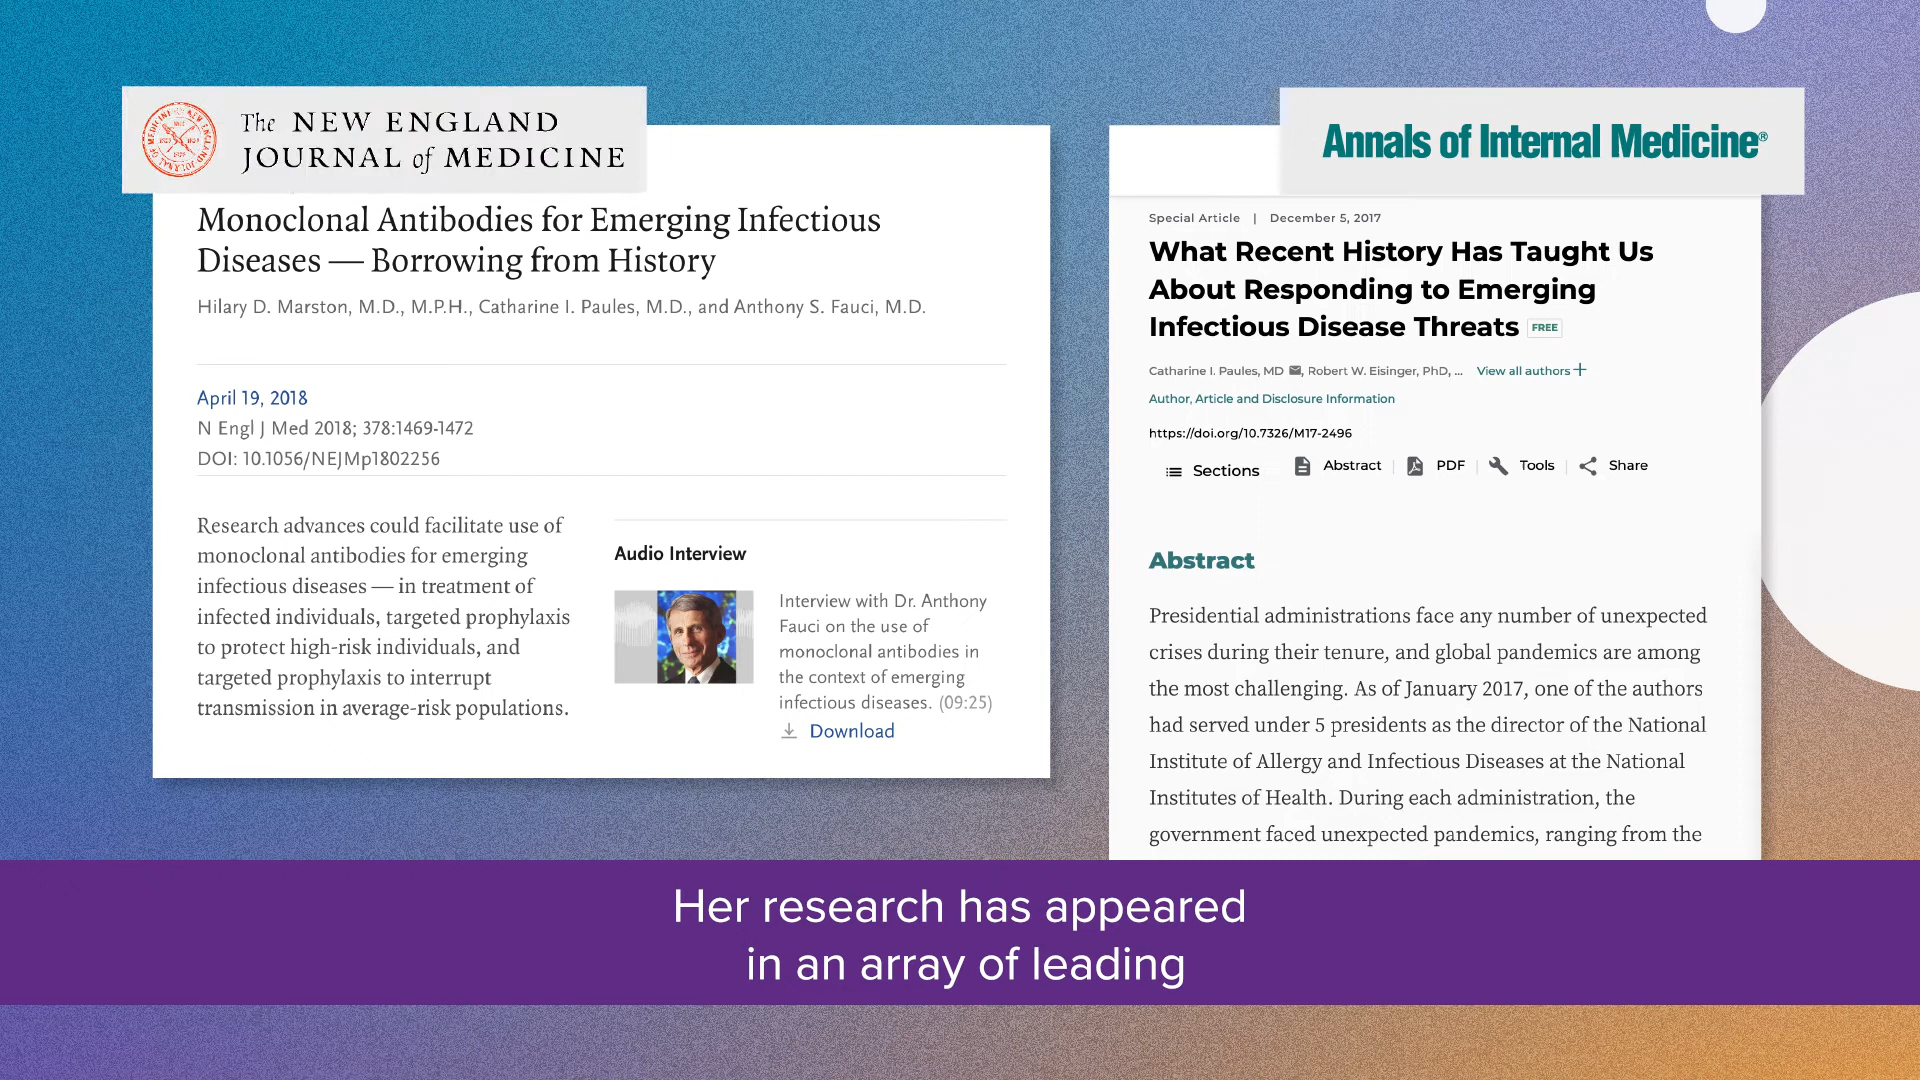 The NEW ENGLAND
JOURNAL of MEDICINE
Monoclonal Antibodies for Emerging Infectious
Diseases — Borrowing from History
Hilary D. Marston, M.D., M.P.H., Catharine I. Paules, M.D., and Anthony S. Fauci, M.D.
April 19, 2018
N Engl J Med 2018; 378:1469-1472
DOI: 10.1056/NEJMp1802256
Research advances could facilitate use of
monoclonal antibodies for emerging
infectious diseases — in treatment of
infected individuals, targeted prophylaxis
to protect high-risk individuals, and
targeted prophylaxis to interrupt
transmission in average-risk populations.
Audio Interview
Interview with Dr. Anthony
Fauci on the use of
monoclonal antibodies in
the context of emerging
infectious diseases. (09:25)
Download
Annals of Internal Medicine®
Special Article | December 5, 2017
What Recent History Has Taught Us
About Responding to Emerging
Infectious Disease Threats FREE
Catharine I. Paules, MD, Robert W. Eisinger, PhD, ... View all authors +
Author, Article and Disclosure Information
https://doi.org/10.7326/M17-2496
Sections Abstract | PDF | Tools | Share
Abstract
Presidential administrations face any number of unexpected
crises during their tenure, and global pandemics are among
the most challenging. As of January 2017, one of the authors
had served under 5 presidents as the director of the National
Institute of Allergy and Infectious Diseases at the National
Institutes of Health. During each administration, the
government faced unexpected pandemics, ranging from the
Her research has appeared
in an array of leading